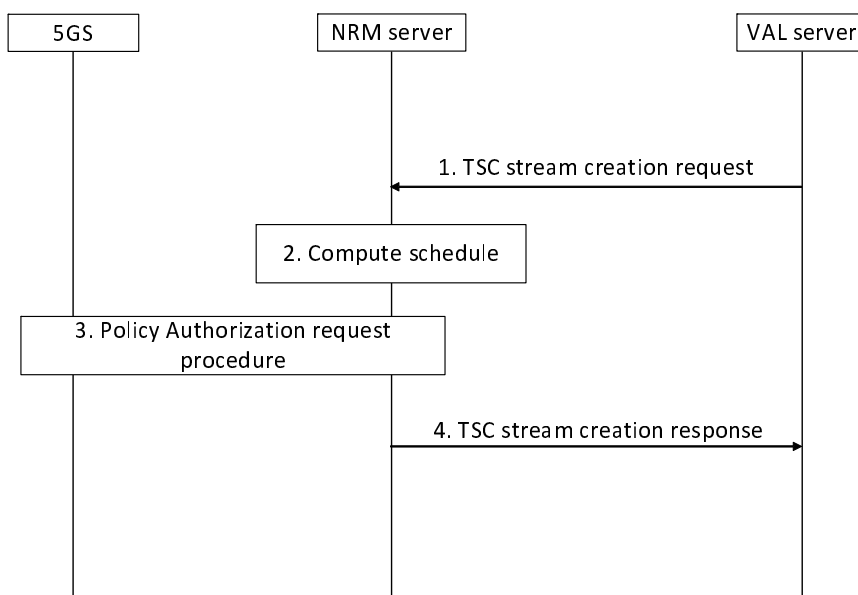 5GS
NRM server
VAL server
1. TSC stream creation request
2. Compute schedule
3. Policy Authorization request
procedure
4. TSC stream creation response